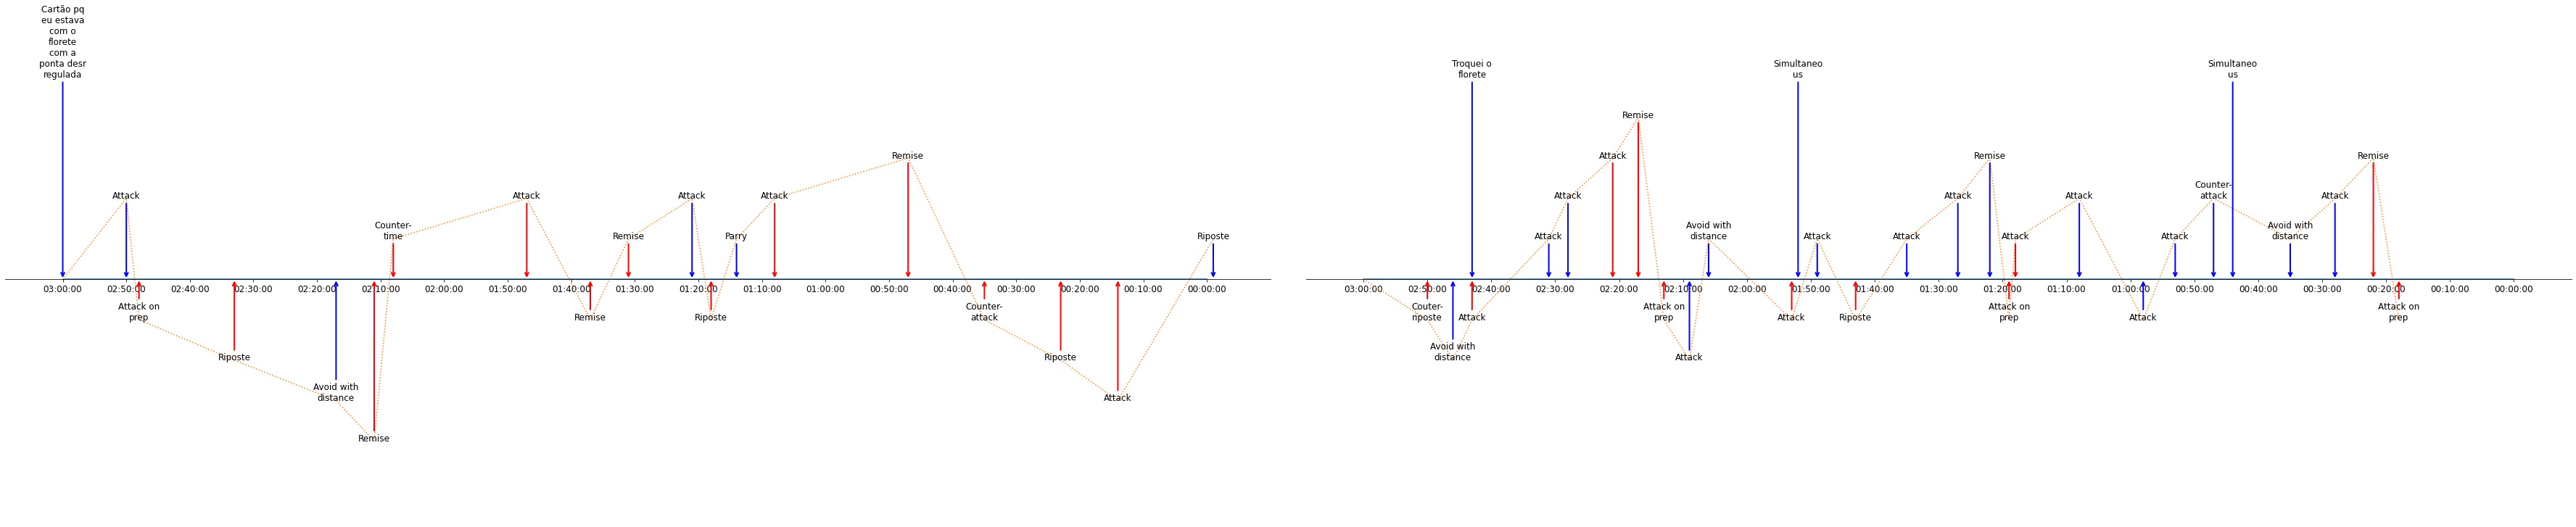 Cartão pq
eu estava
com o
florete
com a
ponta desr
regulada
Attack
Counter-
time
Attack
Remise
Attack
Parry
Attack
Remise
Riposte
03:00:00 02:50:00 02:40:00 02:30:00 02:20:00 02:10:00 02:00:00 01:50:00 01:40:00 01:30:00 01:20:00 01:10:00 01:00:00 00:50:00 00:40:00 00:30:00 00:20:00 00:10:00 00:00:00
Attack on
prep
Riposte
Avoid with
distance
Remise
Remise
Riposte
Counter-
attack
Riposte
Attack
Troquei o
florete
Attack
Attack
Attack
Remise
Avoid with
distance
Simultaneo
us
Attack
Attack
Attack
Remise
Attack
Attack
Attack
Counter-
attack
Simultaneo
us
Avoid with
distance
Attack
Remise
03:00:00 02:50:00 02:40:00 02:30:00 02:20:00 02:10:00 02:00:00 01:50:00 01:40:00 01:30:00 01:20:00 01:10:00 01:00:00 00:50:00 00:40:00 00:30:00 00:20:00 00:10:00 00:00:00
Couter-
riposte
Avoid with
distance
Attack
Attack on
prep
Attack
Attack
Riposte
Attack on
prep
Attack
Attack on
prep